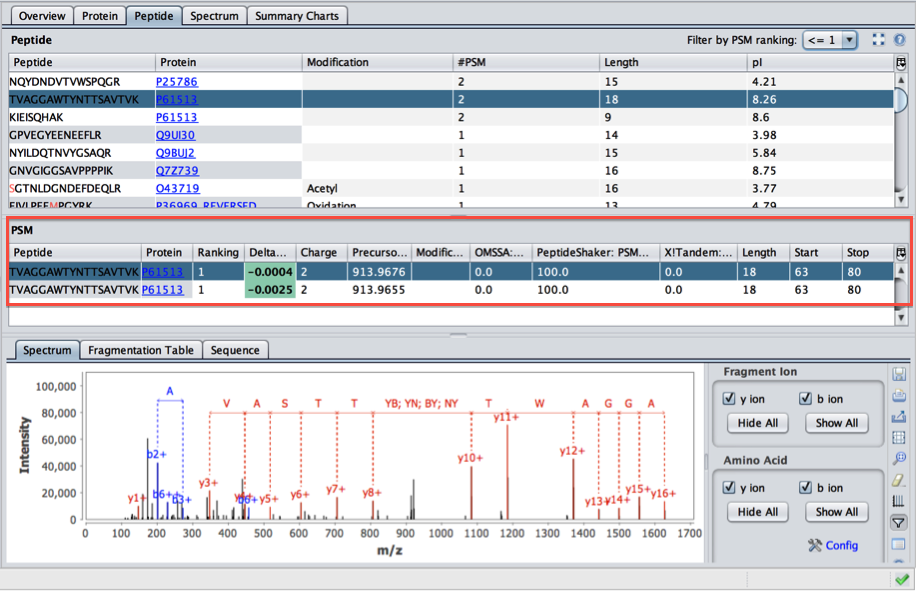 Overview Protein Peptide Spectrum Summary Charts
Peptide Filter by PSM ranking: <= 1
Peptide Protein Modification #PSM Length pI
NQYDNDVTVWSPQGR P25786 2 15 4.21
TVAGGAWTYNTTSAVTVK P61513 2 18 8.26
KIEISQHAK P61513 2 9 8.6
GPVEGYEENEEFLR Q9UI30 1 14 3.98
NYILDQTNVYGSAQR Q9BUJ2 1 15 5.84
GNVGIGGSAVPPPPIK Q7Z739 1 16 8.75
SGTNLDGNDEFDEQLR O43719 Acetyl 1 16 3.77
EIVLPEEMPGYRK P36969_REVERSED Oxidation 1 13 4.79
PSM
Peptide Protein Ranking Delta... Charge Precurso... Modific... OMSSA:... PeptideShaker: PSM... X!Tandem:... Length Start Stop
TVAGGAWTYNTTSAVTVK P61513 1 -0.0004 2 913.9676 0.0 100.0 0.0 18 63 80
TVAGGAWTYNTTSAVTVK P61513 1 -0.0025 2 913.9655 0.0 100.0 0.0 18 63 80
Spectrum Fragmentation Table Sequence
Intensity
100,000
80,000
60,000
40,000
20,000
0
A
V A S T T YB; YN; BY; NY T W A G G A
y11+
b2+ y10+ y12+
y1+ b6++ b3+ y3+ b6+ y5+ y6+ y7+ y8+ y13+ y14+ y15+ y16+
0 100 200 300 400 500 600 700 800 900 1000 1100 1200 1300 1400 1500 1600 1700
m/z
Fragment Ion
y ion b ion
Hide All Show All
Amino Acid
y ion b ion
Hide All Show All
Config